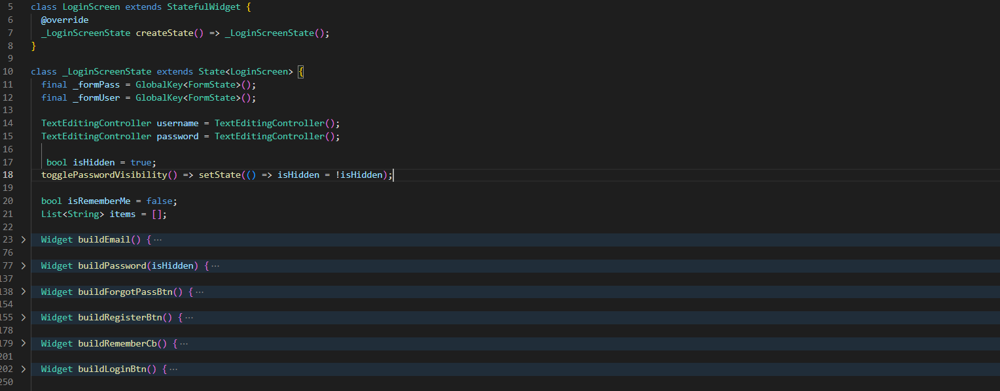 5 class LoginScreen extends StatefulWidget {
6 @override
7 _LoginScreenState createState() => _LoginScreenState();
8 }
9
10 class _LoginScreenState extends State<LoginScreen> {
11 final _formPass = GlobalKey<FormState>();
12 final _formUser = GlobalKey<FormState>();
13
14 TextEditingController username = TextEditingController();
15 TextEditingController password = TextEditingController();
16
17 bool isHidden = true;
18 togglePasswordVisibility() => setState(() => isHidden = !isHidden);
19
20 bool isRememberMe = false;
21 List<String> items = [];
22
23 > Widget buildEmail() { ···
76
77 > Widget buildPassword(isHidden) { ···
137
138 > Widget buildForgotPassBtn() { ···
154
155 > Widget buildRegisterBtn() { ···
178
179 > Widget buildRememberCb() { ···
201
202 > Widget buildLoginBtn() { ···
250